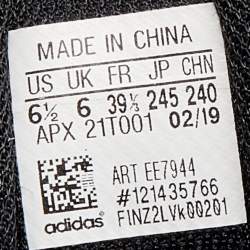 MADE IN CHINA
US UK FR JP CHN
6½ 6 39⅓ 245 240
APX 21T001 02/19
ART EE7944
#121435766
adidas FINZ2LVk00201